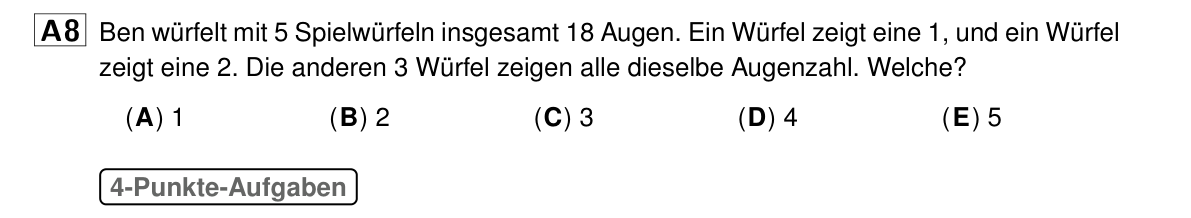 A8 Ben würfelt mit 5 Spielwürfeln insgesamt 18 Augen. Ein Würfel zeigt eine 1, und ein Würfel
zeigt eine 2. Die anderen 3 Würfel zeigen alle dieselbe Augenzahl. Welche?
(A) 1 (B) 2 (C) 3 (D) 4 (E) 5
4-Punkte-Aufgaben